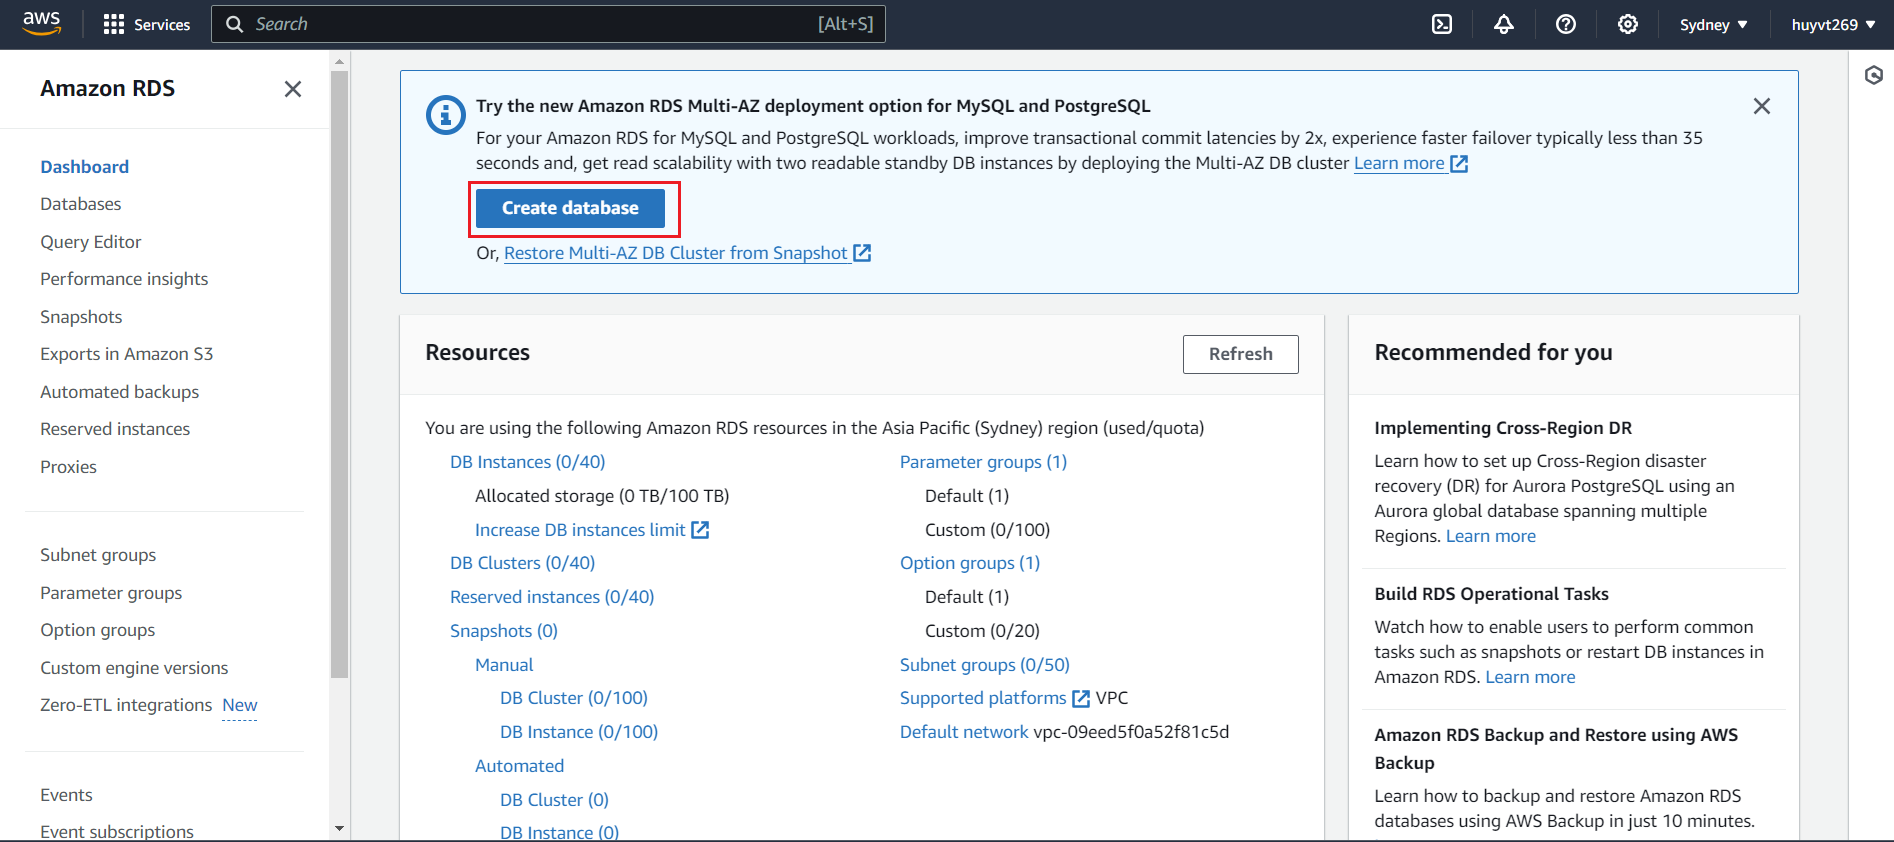 aws
Services
Search
[Alt+S]
Sydney
huyvt269
Amazon RDS
Dashboard
Databases
Query Editor
Performance insights
Snapshots
Exports in Amazon S3
Automated backups
Reserved instances
Proxies
Subnet groups
Parameter groups
Option groups
Custom engine versions
Zero-ETL integrations New
Events
Event subscriptions
Try the new Amazon RDS Multi-AZ deployment option for MySQL and PostgreSQL
For your Amazon RDS for MySQL and PostgreSQL workloads, improve transactional commit latencies by 2x, experience faster failover typically less than 35
seconds and, get read scalability with two readable standby DB instances by deploying the Multi-AZ DB cluster Learn more
Create database
Or, Restore Multi-AZ DB Cluster from Snapshot
Resources
Refresh
You are using the following Amazon RDS resources in the Asia Pacific (Sydney) region (used/quota)
DB Instances (0/40)
Allocated storage (0 TB/100 TB)
Increase DB instances limit
DB Clusters (0/40)
Reserved instances (0/40)
Snapshots (0)
Manual
DB Cluster (0/100)
DB Instance (0/100)
Automated
DB Cluster (0)
DB Instance (0)
Parameter groups (1)
Default (1)
Custom (0/100)
Option groups (1)
Default (1)
Custom (0/20)
Subnet groups (0/50)
Supported platforms VPC
Default network vpc-09eed5f0a52f81c5d
Recommended for you
Implementing Cross-Region DR
Learn how to set up Cross-Region disaster
recovery (DR) for Aurora PostgreSQL using an
Aurora global database spanning multiple
Regions. Learn more
Build RDS Operational Tasks
Watch how to enable users to perform common
tasks such as snapshots or restart DB instances in
Amazon RDS. Learn more
Amazon RDS Backup and Restore using AWS
Backup
Learn how to backup and restore Amazon RDS
databases using AWS Backup in just 10 minutes.